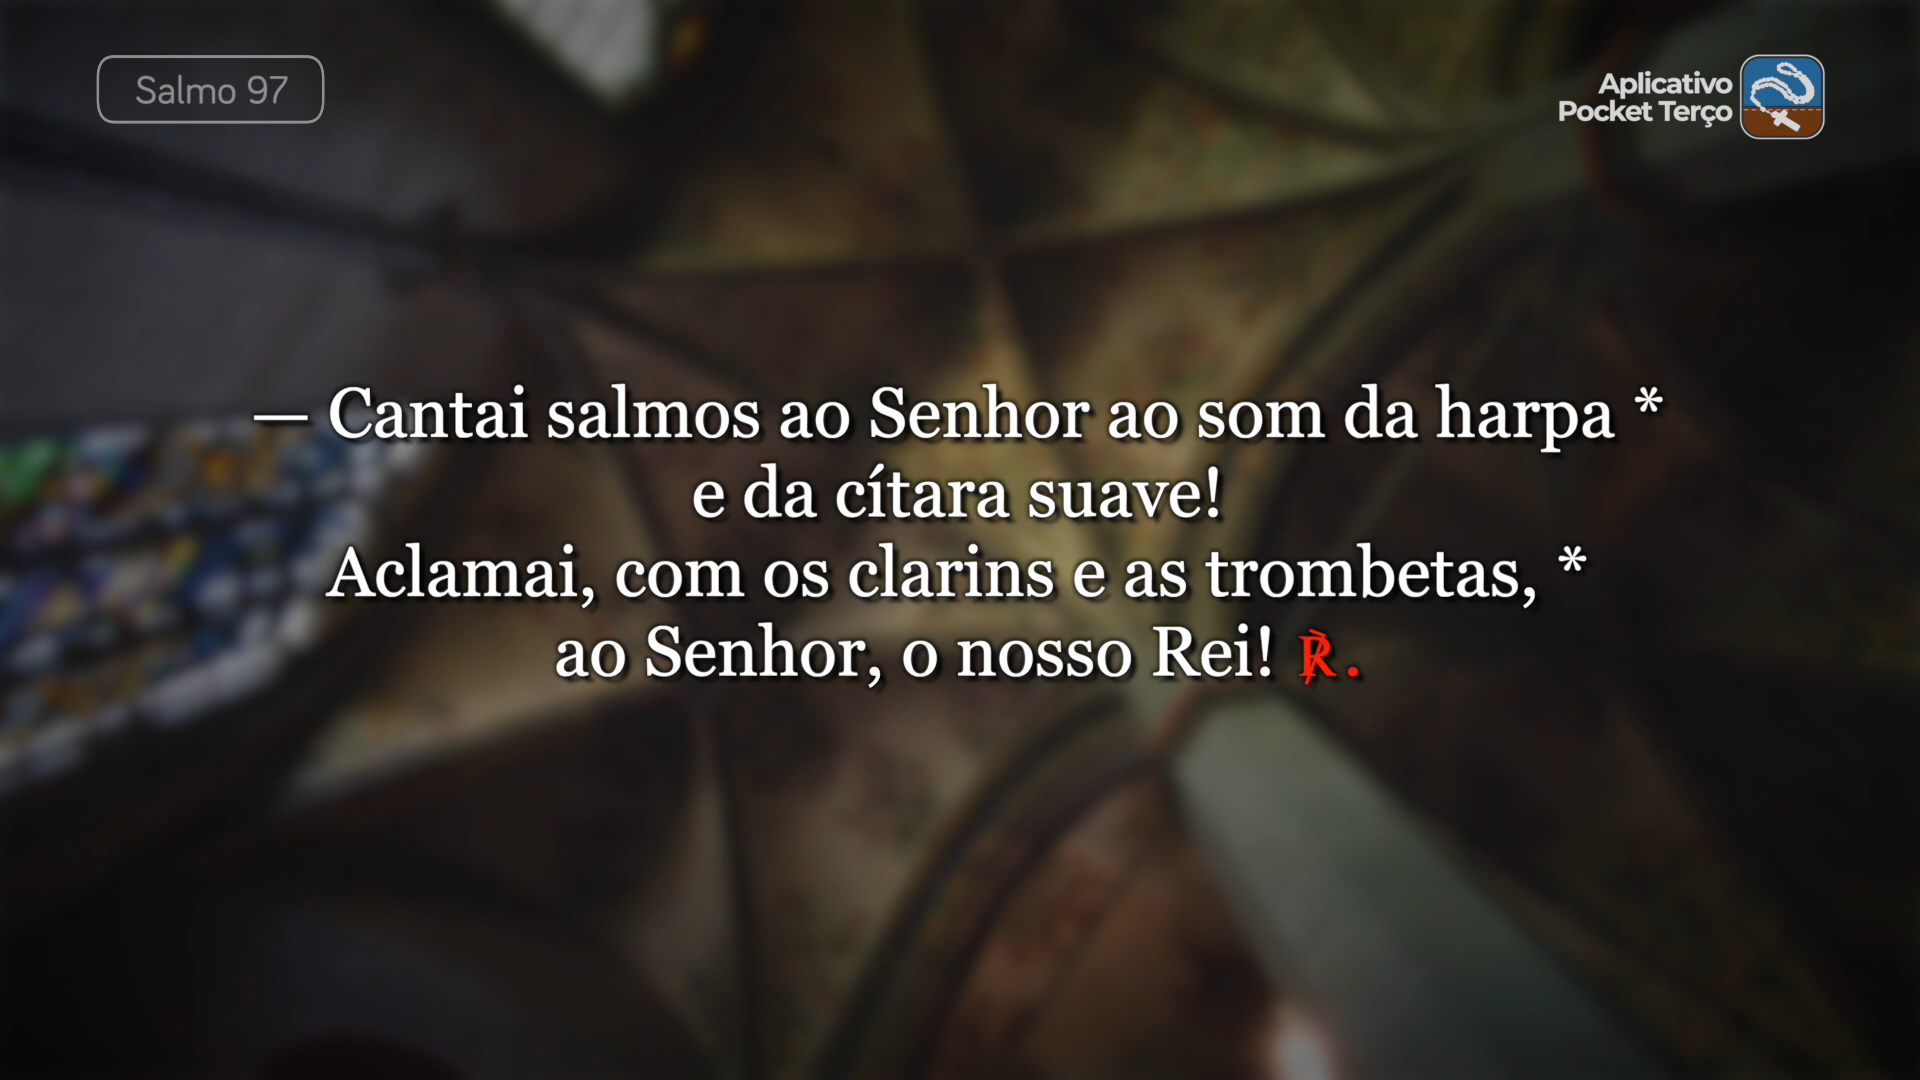 Salmo 97
Aplicativo
Pocket Terço
— Cantai salmos ao Senhor ao som da harpa *
e da cítara suave!
Aclamai, com os clarins e as trombetas, *
ao Senhor, o nosso Rei! ℟.